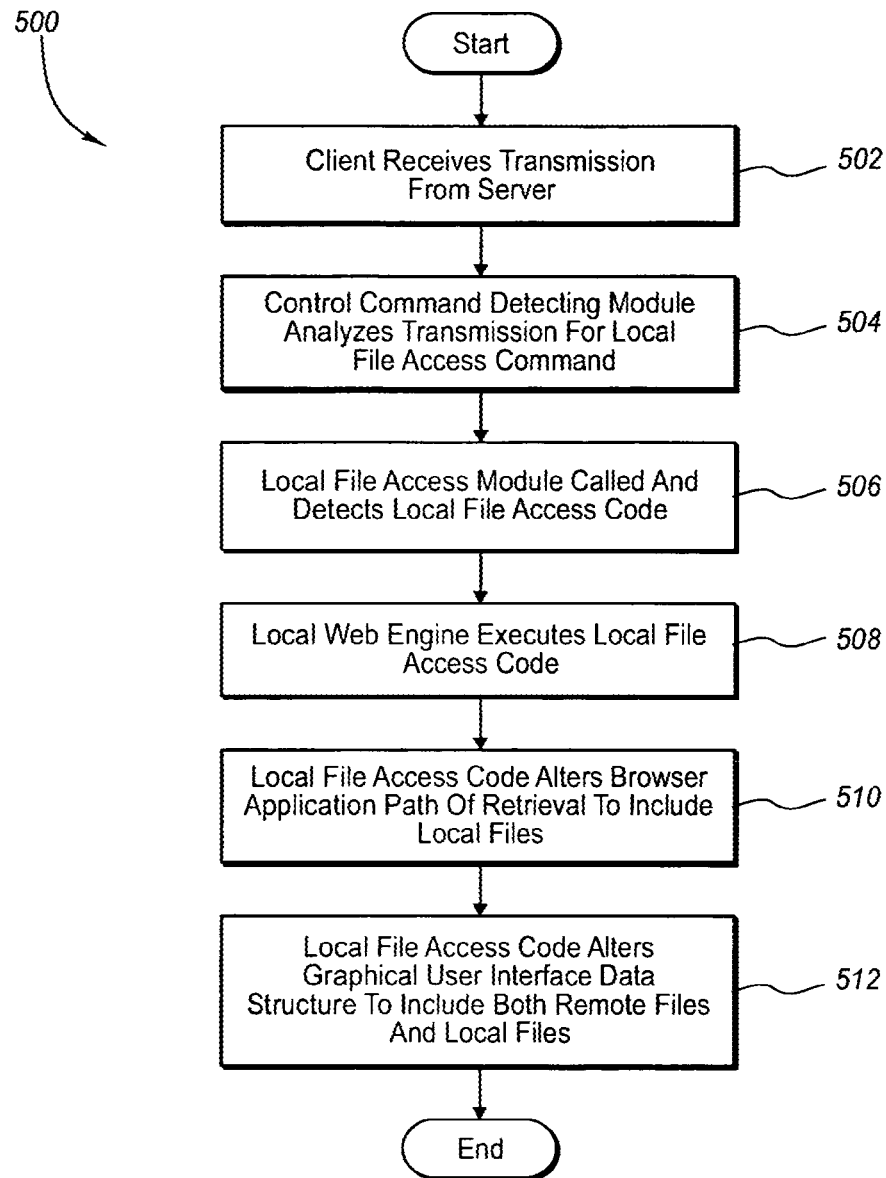 500
Start
Client Receives Transmission
From Server
502
Control Command Detecting Module
Analyzes Transmission For Local
File Access Command
504
Local File Access Module Called And
Detects Local File Access Code
506
Local Web Engine Executes Local File
Access Code
508
Local File Access Code Alters Browser
Application Path Of Retrieval To Include
Local Files
510
Local File Access Code Alters
Graphical User Interface Data
Structure To Include Both Remote Files
And Local Files
512
End